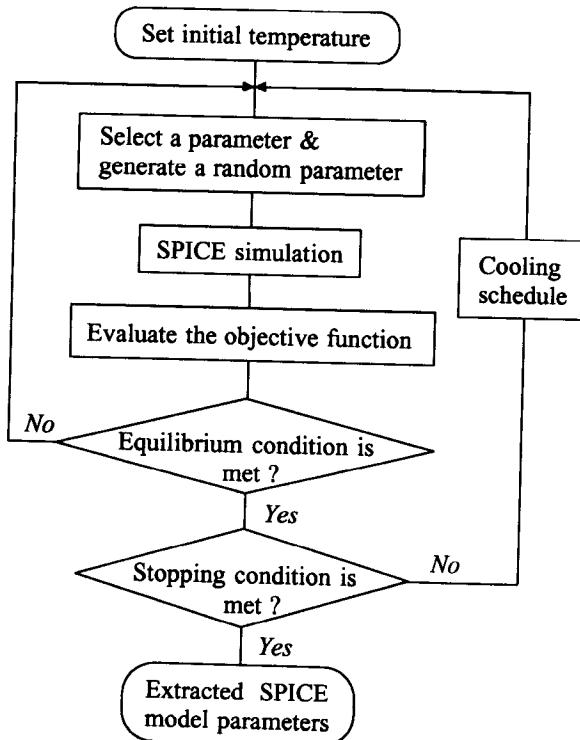 Set initial temperature
Select a parameter &
generate a random parameter
SPICE simulation
Cooling
schedule
Evaluate the objective function
No
Equilibrium condition is
met ?
Yes
Stopping condition is
met ?
No
Yes
Extracted SPICE
model parameters